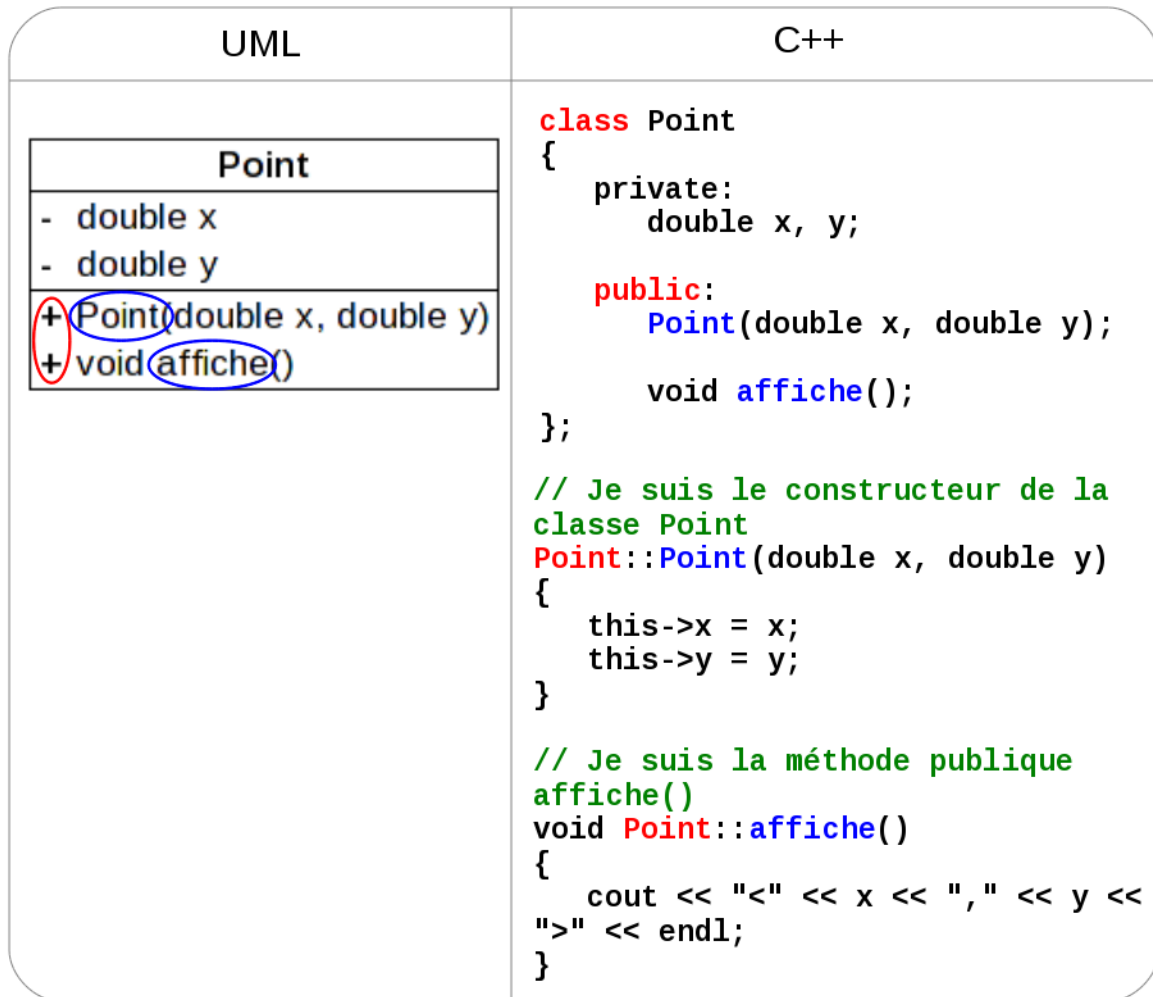 UML
C++
Point
- double x
- double y
+ Point(double x, double y)
+ void affiche()
class Point
{
private:
double x, y;
public:
Point(double x, double y);
void affiche();
};
// Je suis le constructeur de la
classe Point
Point::Point(double x, double y)
{
this->x = x;
this->y = y;
}
// Je suis la méthode publique
affiche()
void Point::affiche()
{
cout << "<" << x << "," << y <<
">" << endl;
}